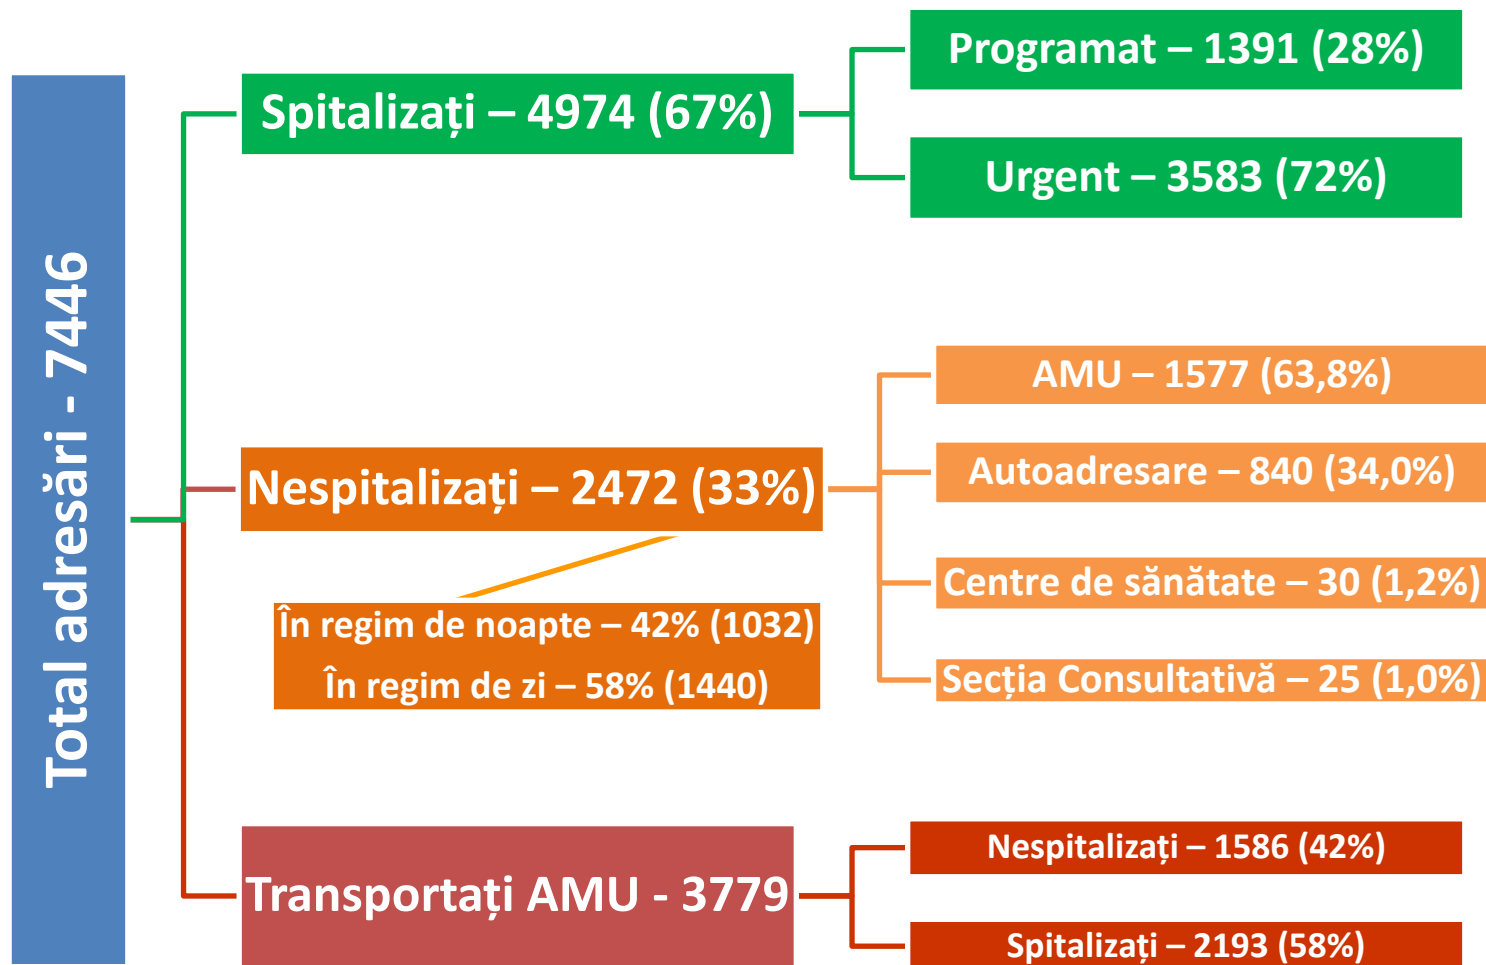 Total adresări - 7446
Spitalizați – 4974 (67%)
Programat – 1391 (28%)
Urgent – 3583 (72%)
Nespitalizați – 2472 (33%)
În regim de noapte – 42% (1032)
În regim de zi – 58% (1440)
AMU – 1577 (63,8%)
Autoadresare – 840 (34,0%)
Centre de sănătate – 30 (1,2%)
Secția Consultativă – 25 (1,0%)
Transportați AMU - 3779
Nespitalizați – 1586 (42%)
Spitalizați – 2193 (58%)